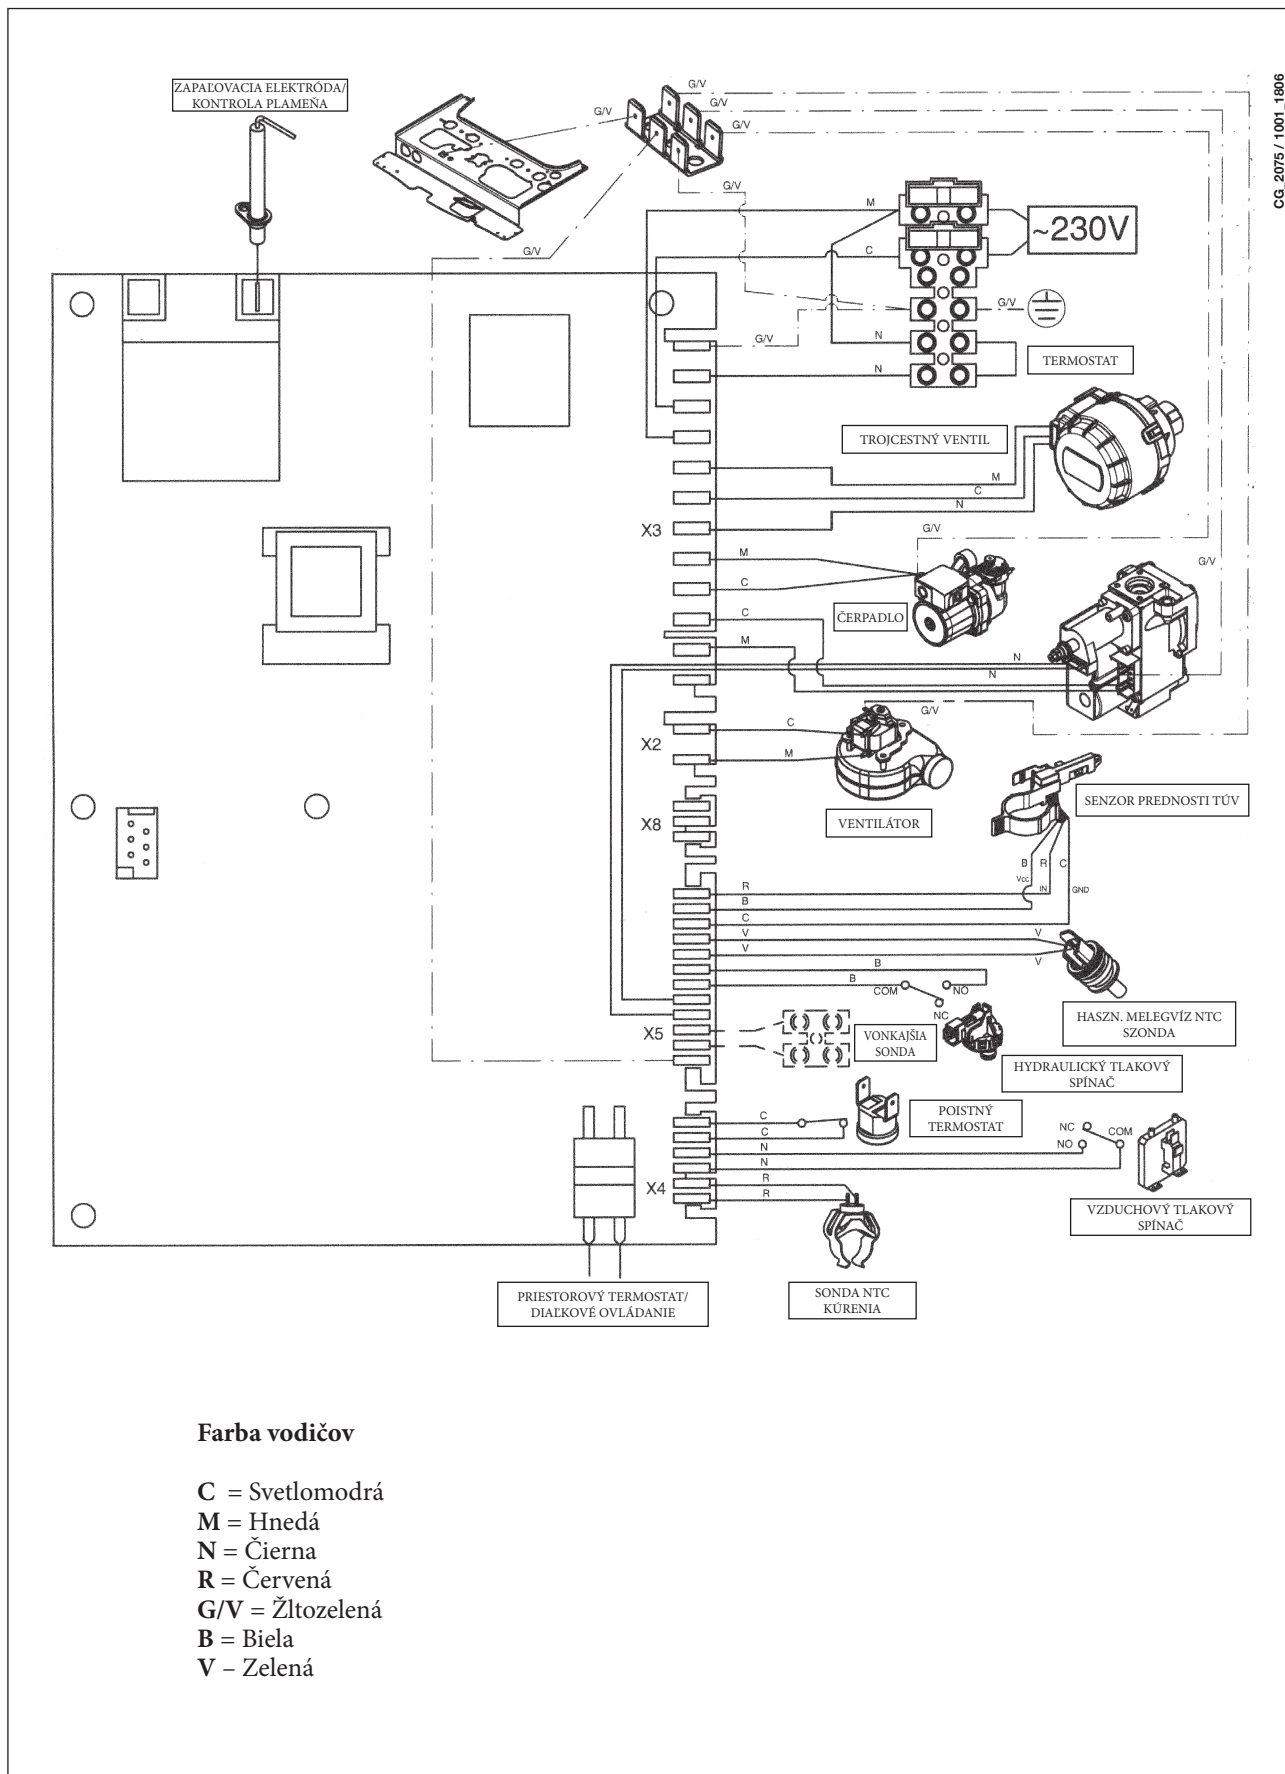 CG_2075 / 1001_1806
ZAPAĽOVACIA ELEKTRÓDA/
KONTROLA PLAMEŇA
G/V
G/V
G/V
G/V
G/V
G/V
M
~230V
C
G/V
G/V
N
TERMOSTAT
N
TROJCESTNÝ VENTIL
M
C
N
X3
G/V
M
G/V
C
ČERPADLO
C
M
N
N
G/V
C
X2
M
SENZOR PREDNOSTI TÚV
X8
VENTILÁTOR
B
R
C
Vcc
IN
GND
R
B
C
V
V
V
V
B
B
COM
NO
NC
HASZN. MELEGVÍZ NTC
SZONDA
X5
VONKAJŠIA
SONDA
HYDRAULICKÝ TLAKOVÝ
SPÍNAČ
POISTNÝ
TERMOSTAT
C
C
N
N
R
R
NC
COM
NO
X4
VZDUCHOVÝ TLAKOVÝ
SPÍNAČ
PRIESTOROVÝ TERMOSTAT/
DIAĽKOVÉ OVLÁDANIE
SONDA NTC
KÚRENIA
Farba vodičov
C = Svetlomodrá
M = Hnedá
N = Čierna
R = Červená
G/V = Žltozelená
B = Biela
V – Zelená